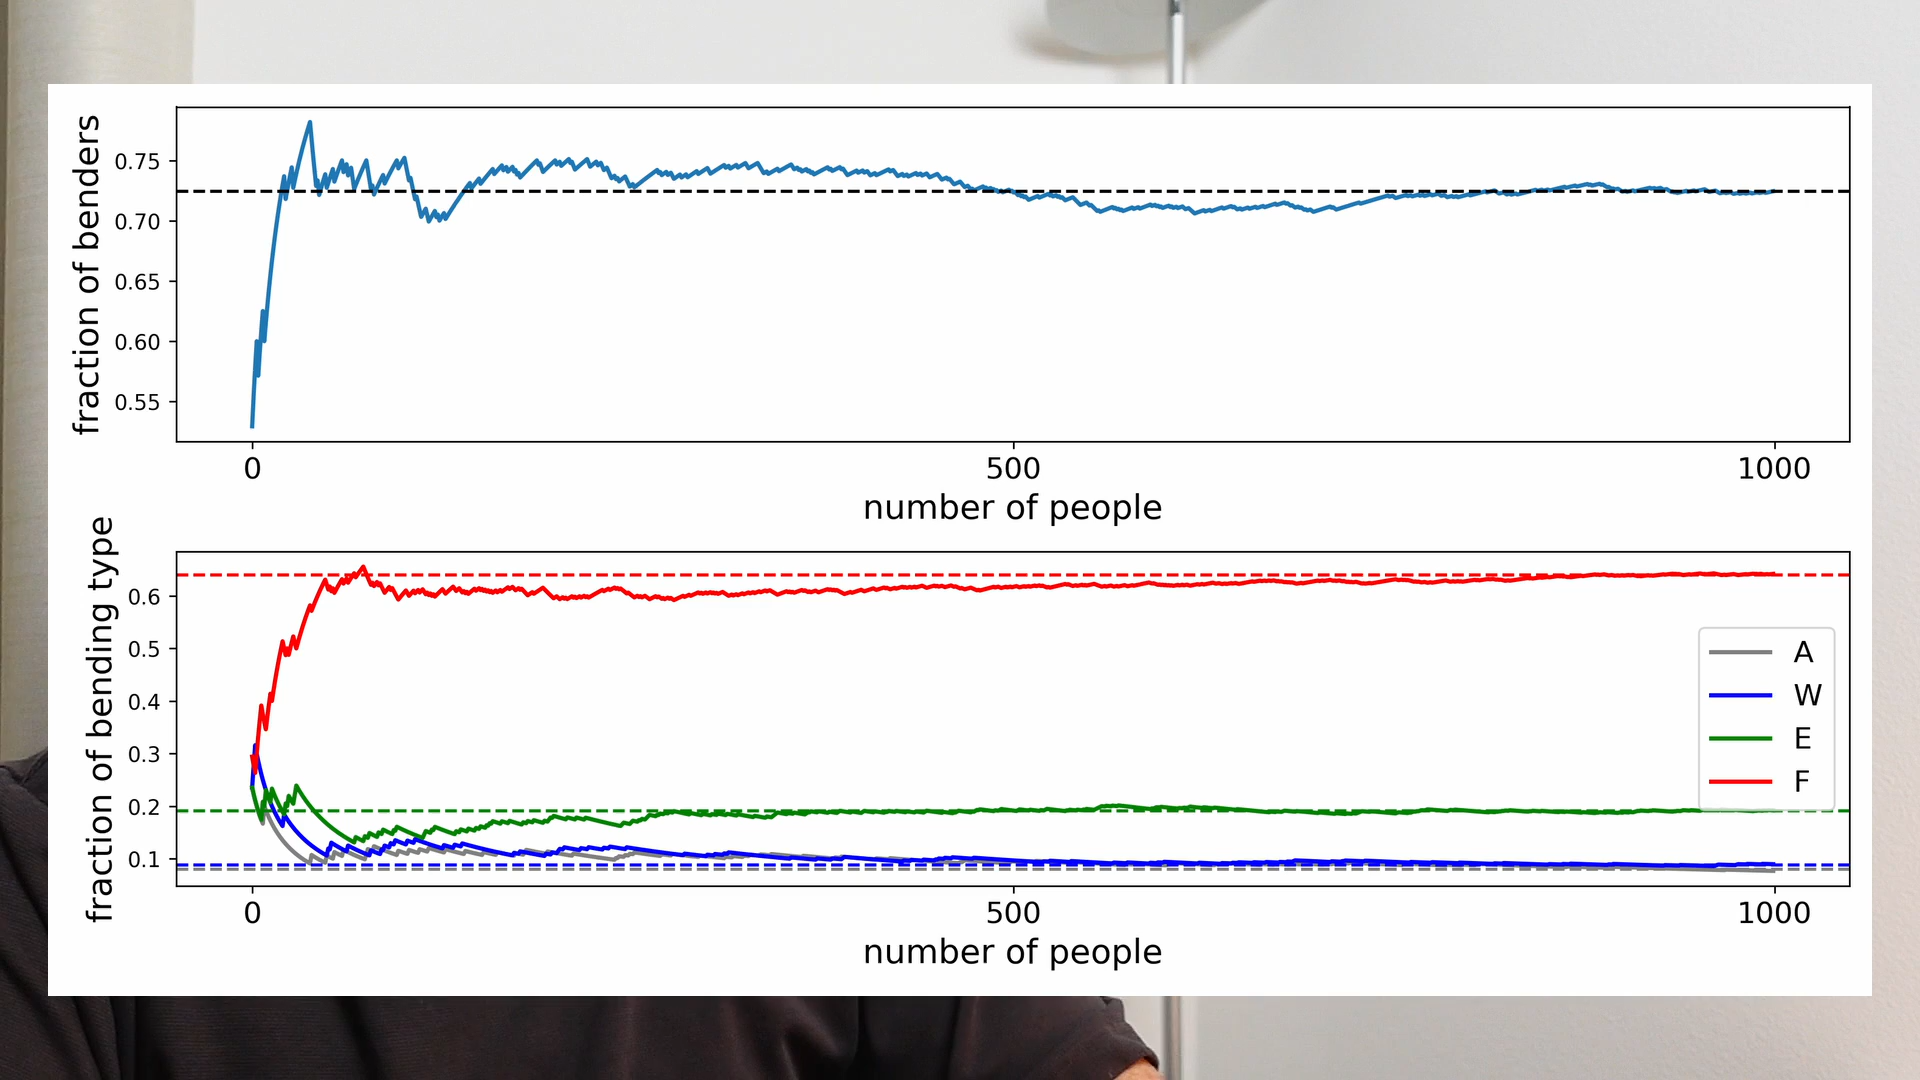 fraction of benders
0.75
0.70
0.65
0.60
0.55
0 500 1000
number of people
fraction of bending type
0.6
0.5
0.4
0.3
0.2
0.1
A
W
E
F
0 500 1000
number of people